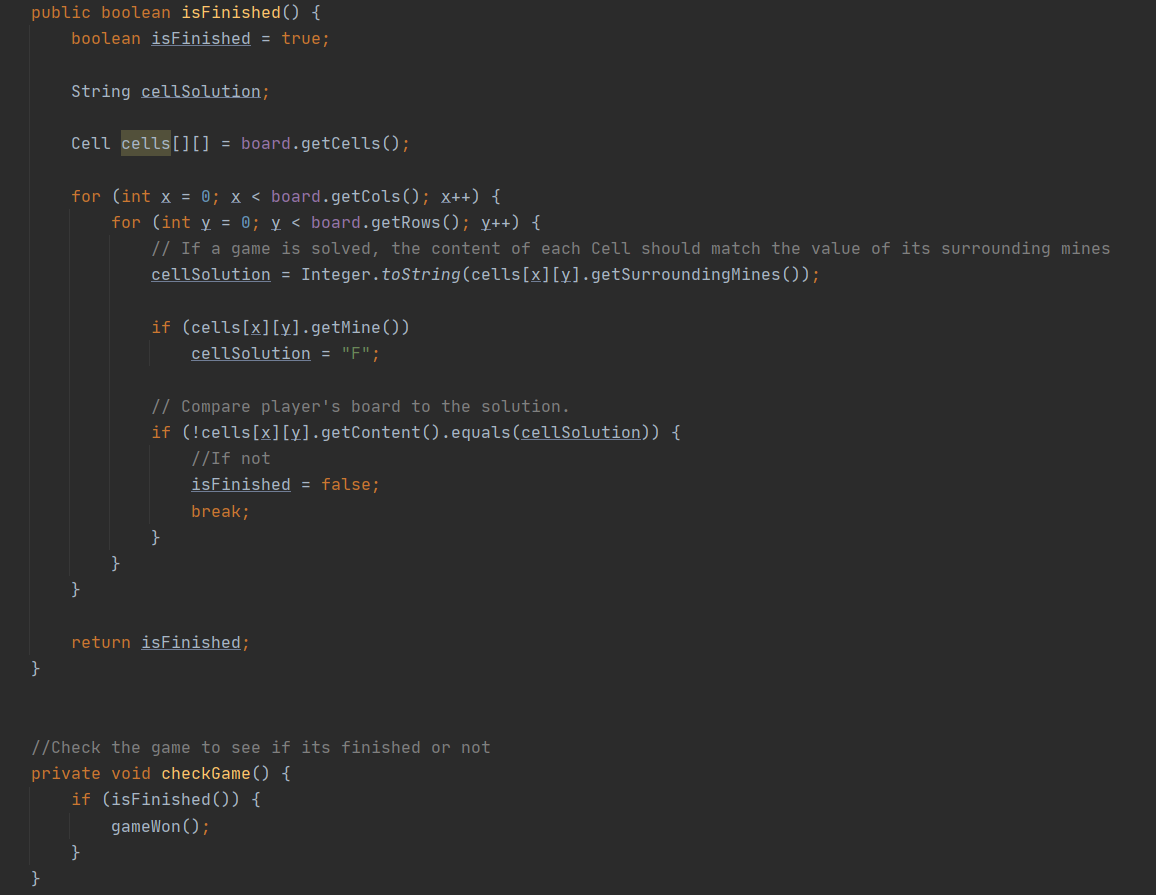 public boolean isFinished() {
    boolean isFinished = true;

    String cellSolution;

    Cell cells[][] = board.getCells();

    for (int x = 0; x < board.getCols(); x++) {
        for (int y = 0; y < board.getRows(); y++) {
            // If a game is solved, the content of each Cell should match the value of its surrounding mines
            cellSolution = Integer.toString(cells[x][y].getSurroundingMines());

            if (cells[x][y].getMine())
                cellSolution = "F";

            // Compare player's board to the solution.
            if (!cells[x][y].getContent().equals(cellSolution)) {
                //If not
                isFinished = false;
                break;
            }
        }
    }

    return isFinished;
}


//Check the game to see if its finished or not
private void checkGame() {
    if (isFinished()) {
        gameWon();
    }
}